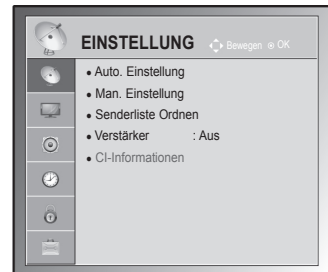 EINSTELLUNG Bewegen OK
• Auto. Einstellung
• Man. Einstellung
• Senderliste Ordnen
• Verstärker : Aus
• CI-Informationen